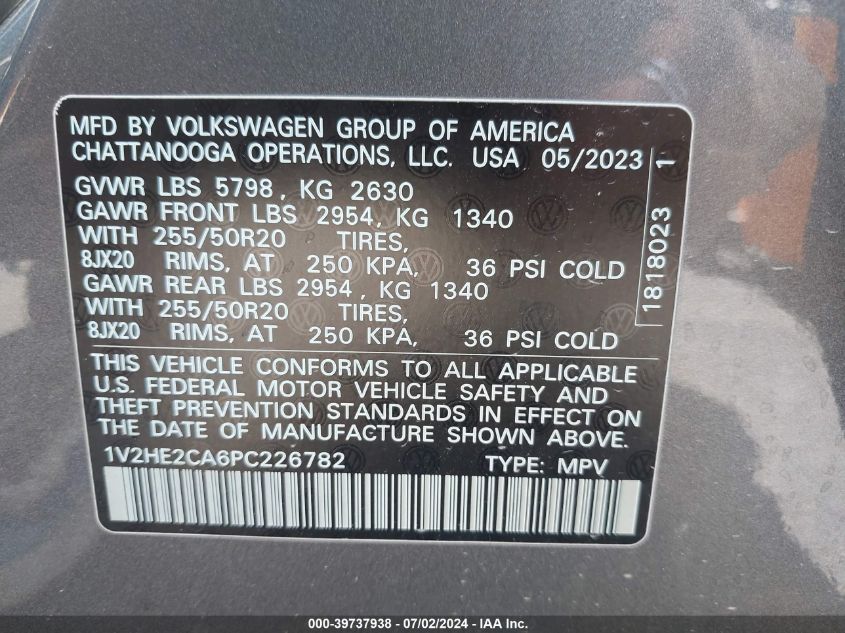 MFD BY VOLKSWAGEN GROUP OF AMERICA
CHATTANOOGA OPERATIONS, LLC. USA 05/2023
GVWR LBS 5798, KG 2630
GAWR FRONT LBS 2954, KG 1340
WITH 255/50R20 TIRES,
8JX20 RIMS, AT 250 KPA, 36 PSI COLD
GAWR REAR LBS 2954, KG 1340
WITH 255/50R20 TIRES,
8JX20 RIMS, AT 250 KPA, 36 PSI COLD
1818023 1
THIS VEHICLE CONFORMS TO ALL APPLICABLE
U.S. FEDERAL MOTOR VEHICLE SAFETY AND
THEFT PREVENTION STANDARDS IN EFFECT ON
THE DATE OF MANUFACTURE SHOWN ABOVE.
1V2HE2CA6PC226782 TYPE: MPV
000-39737938 - 07/02/2024 - IAA Inc.